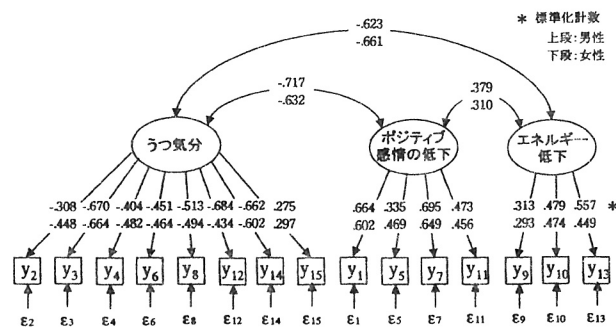 -.623
-.661
* 標準化計数
上段:男性
下段:女性
-.717
-.632
.379
.310
うつ気分
ポジティブ
感情の低下
エネルギー
低下
-.308 -.670 -.404 -.451 -.513 -.684 -.662 .275
-.448 -.664 -.482 -.464 -.494 -.434 -.602 .297
.664 .335 .695 .473
.602 .469 .649 .456
.313 .479 .557 *
.293 .474 .449
y2 y3 y4 y6 y8 y12 y14 y15 y1 y5 y7 y11 y9 y10 y13
ε2 ε3 ε4 ε6 ε8 ε12 ε14 ε15 ε1 ε5 ε7 ε11 ε9 ε10 ε13